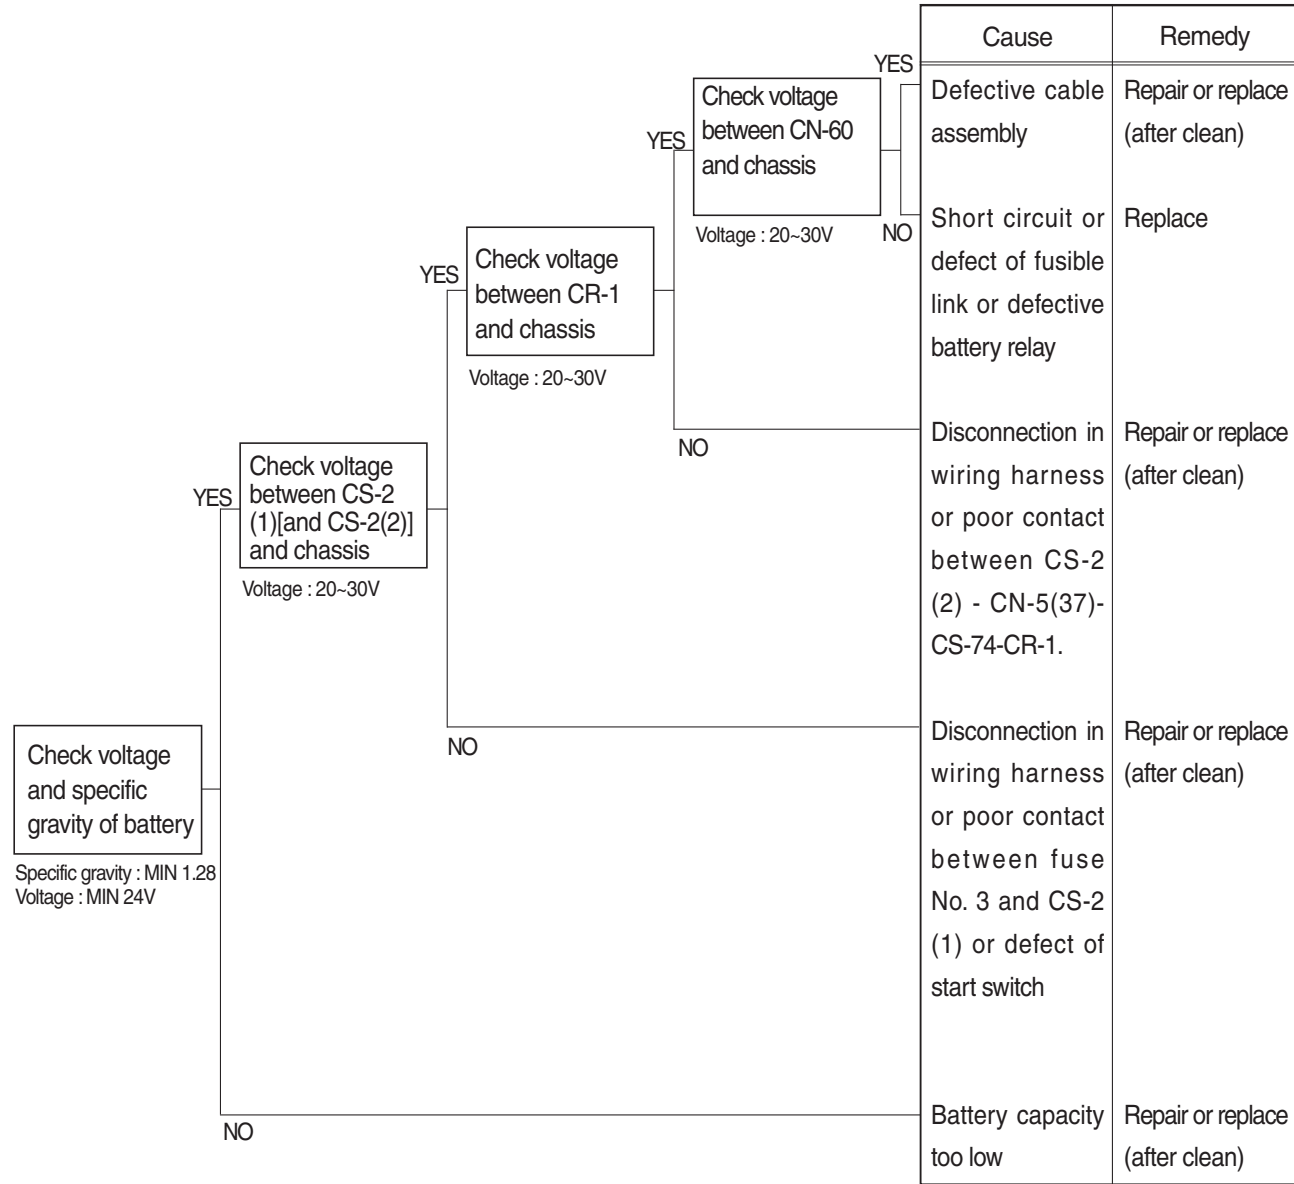 Cause
Remedy
YES
Defective cable
assembly
Repair or replace
(after clean)
Check voltage
between CN-60
and chassis
YES
Voltage : 20~30V
NO
Short circuit or
defect of fusible
link or defective
battery relay
Replace
YES
Check voltage
between CR-1
and chassis
Voltage : 20~30V
NO
Disconnection in
wiring harness
or poor contact
between CS-2
(2) - CN-5(37)-
CS-74-CR-1.
Repair or replace
(after clean)
YES
Check voltage
between CS-2
(1)[and CS-2(2)]
and chassis
Voltage : 20~30V
NO
Disconnection in
wiring harness
or poor contact
between fuse
No. 3 and CS-2
(1) or defect of
start switch
Repair or replace
(after clean)
Check voltage
and specific
gravity of battery
Specific gravity : MIN 1.28
Voltage : MIN 24V
NO
Battery capacity
too low
Repair or replace
(after clean)